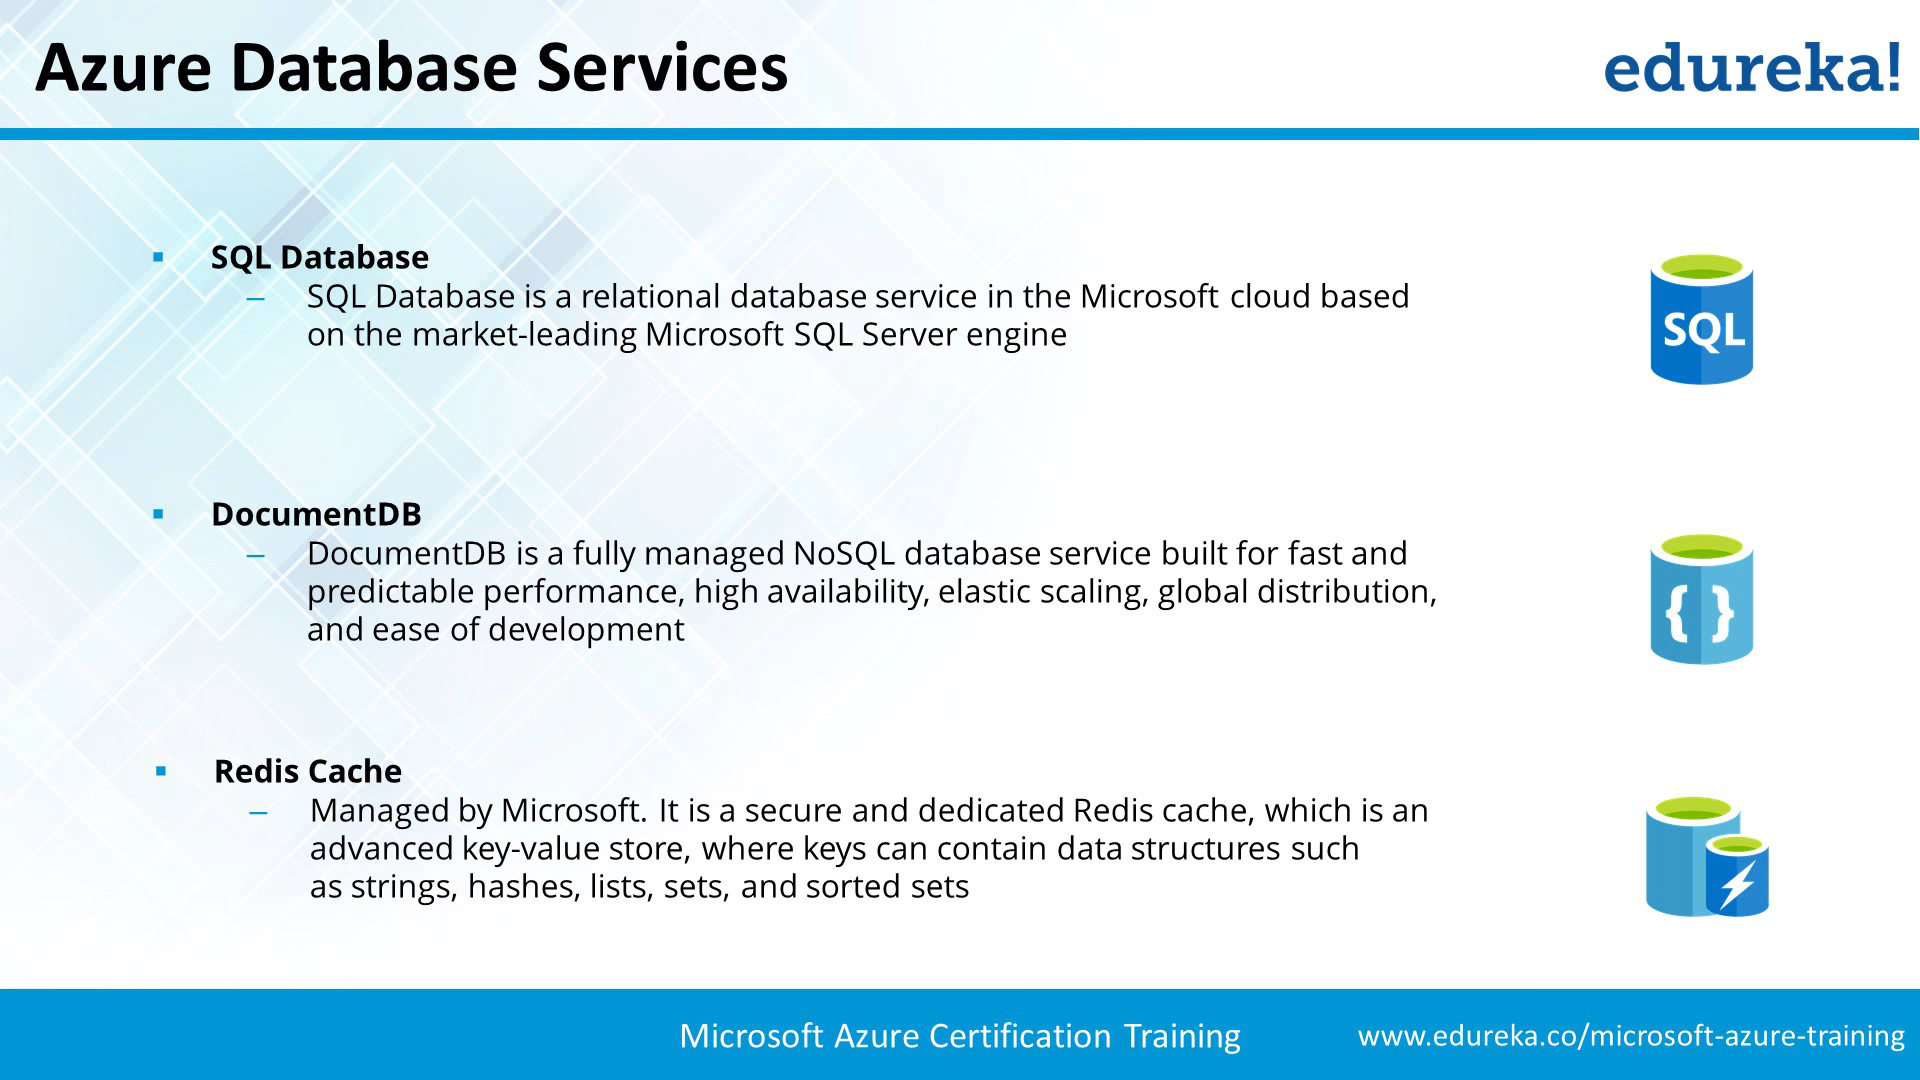 Azure Database Services
edureka!
▪ SQL Database
– SQL Database is a relational database service in the Microsoft cloud based
on the market-leading Microsoft SQL Server engine
SQL
▪ DocumentDB
– DocumentDB is a fully managed NoSQL database service built for fast and
predictable performance, high availability, elastic scaling, global distribution,
and ease of development
{ }
▪ Redis Cache
– Managed by Microsoft. It is a secure and dedicated Redis cache, which is an
advanced key-value store, where keys can contain data structures such
as strings, hashes, lists, sets, and sorted sets
Microsoft Azure Certification Training
www.edureka.co/microsoft-azure-training